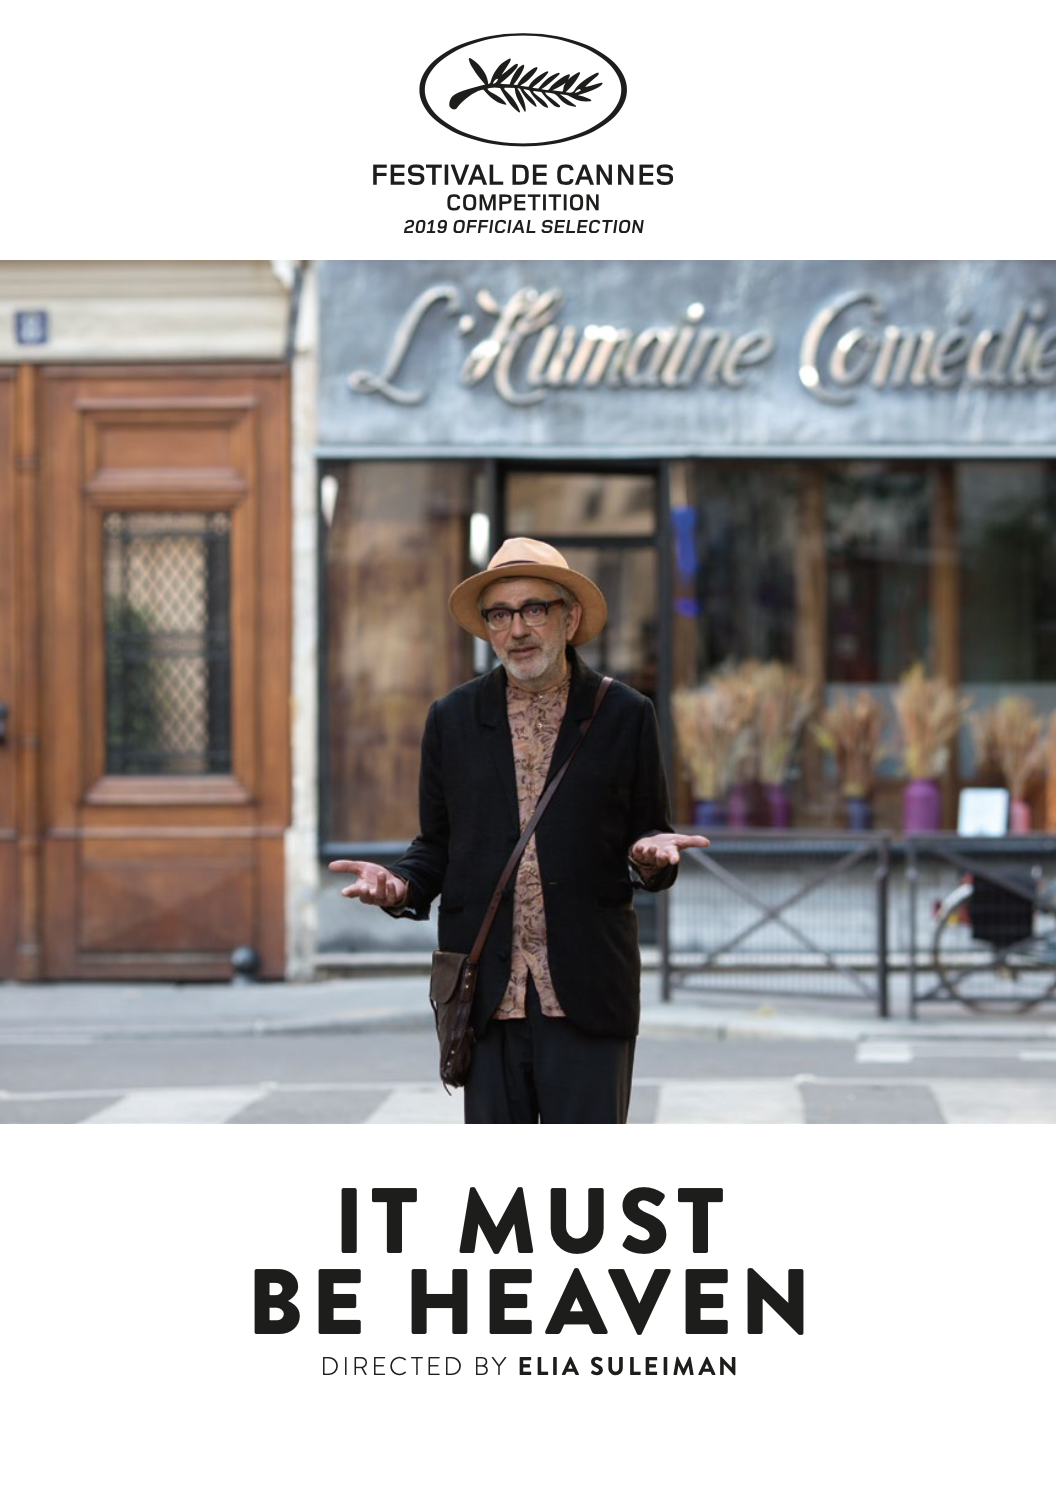 FESTIVAL DE CANNES
COMPETITION
2019 OFFICIAL SELECTION
L'Humaine Comédie
IT MUST
BE HEAVEN
DIRECTED BY ELIA SULEIMAN